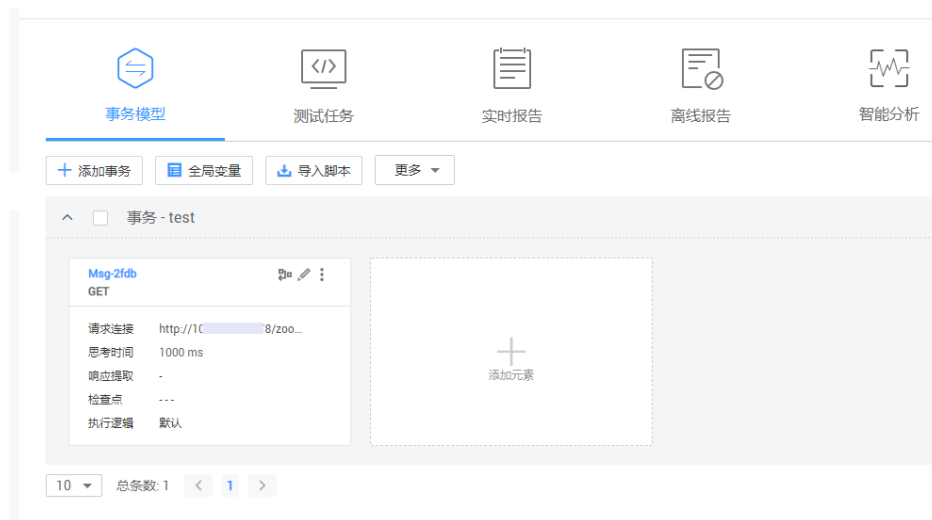 事务模型
测试任务
实时报告
离线报告
智能分析
添加事务
全局变量
导入脚本
更多
事务 - test
Msg-2fdb
GET
请求连接 http://10 8/zoo...
思考时间 1000 ms
响应提取 -
检查点 ---
执行逻辑 默认
添加元素
10 总条数: 1 < 1 >